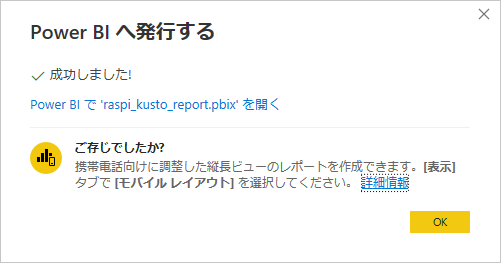 Power BI へ発行する
成功しました!
Power BI で 'raspi_kusto_report.pbix' を開く
ご存じでしたか?
携帯電話向けに調整した縦長ビューのレポートを作成できます。[表示]
タブで [モバイル レイアウト] を選択してください。 詳細情報
OK